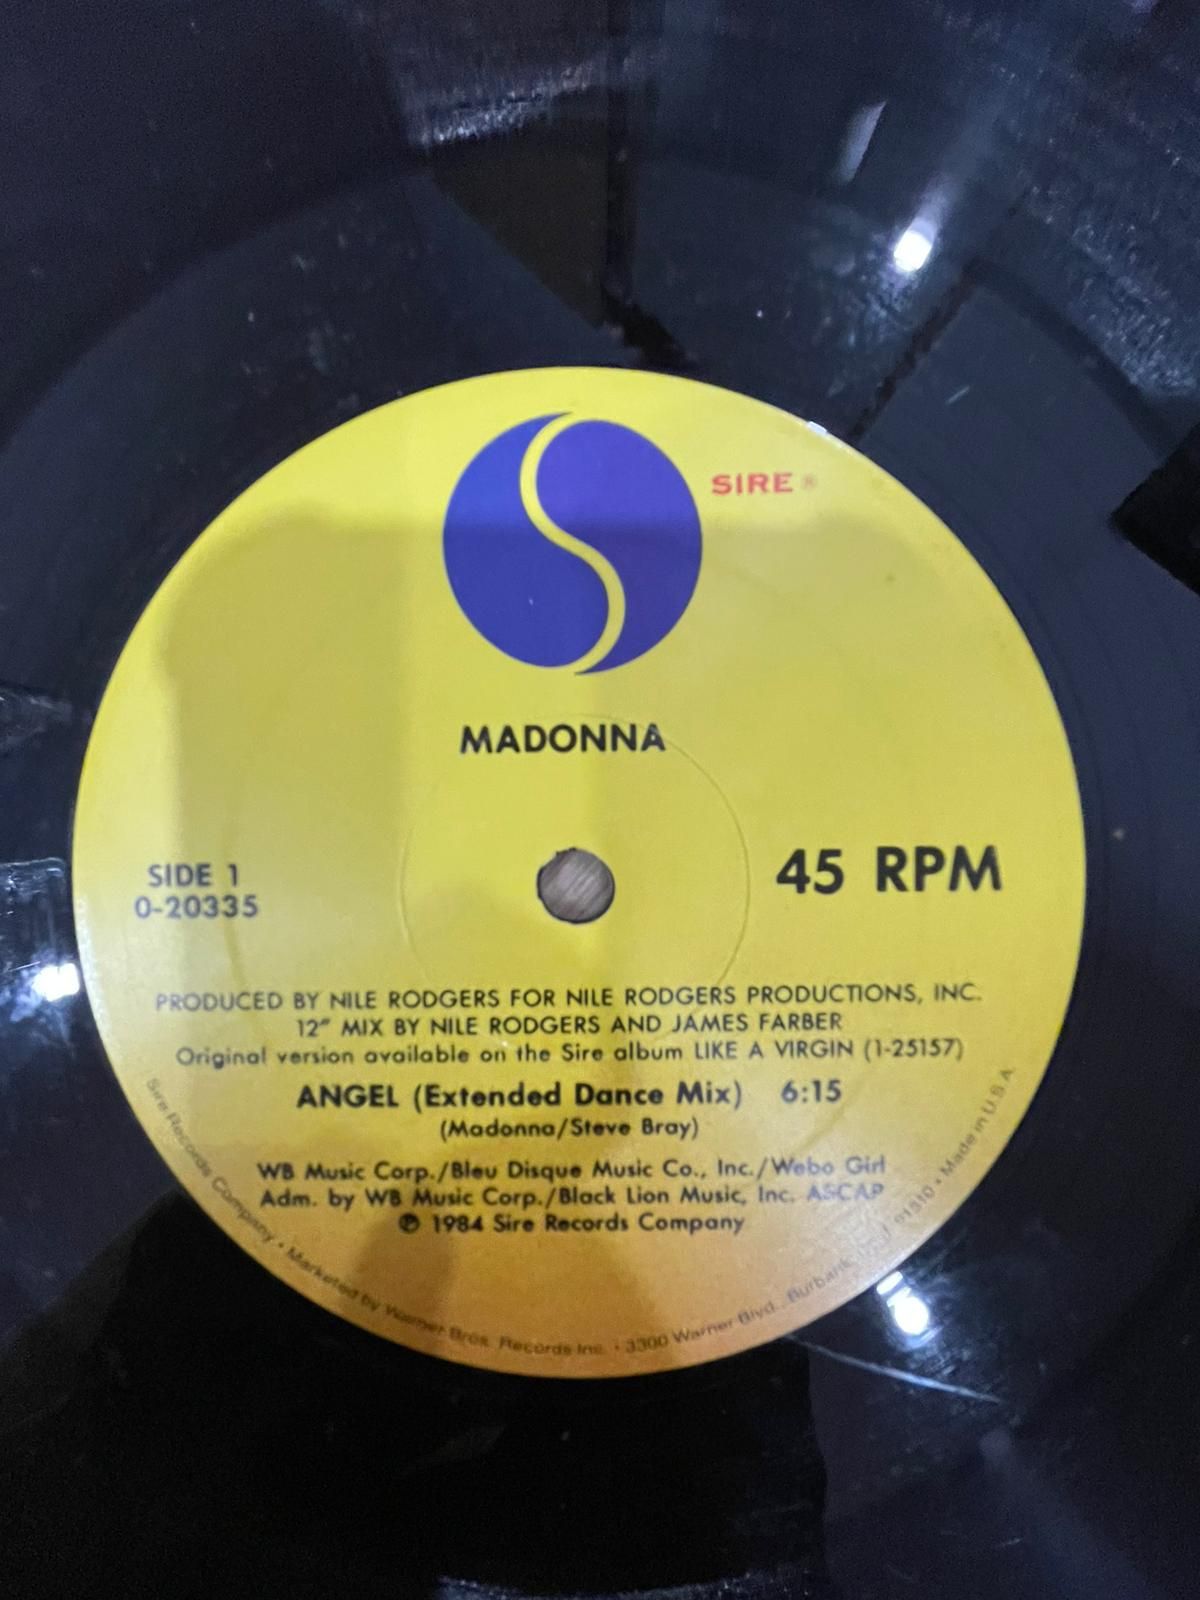 SIRE ®
MADONNA
SIDE 1
0-20335
45 RPM
PRODUCED BY NILE RODGERS FOR NILE RODGERS PRODUCTIONS, INC.
12" MIX BY NILE RODGERS AND JAMES FARBER
Original version available on the Sire album LIKE A VIRGIN (1-25157)
ANGEL (Extended Dance Mix) 6:15
(Madonna/Steve Bray)
WB Music Corp./Bleu Disque Music Co., Inc./Webo Girl
Adm. by WB Music Corp./Black Lion Music, Inc. ASCAP
℗ 1984 Sire Records Company
Sire Records Company • Marketed by Warner Bros. Records Inc. • 3300 Warner Blvd., Burbank, 91510 • Made in U.S.A.